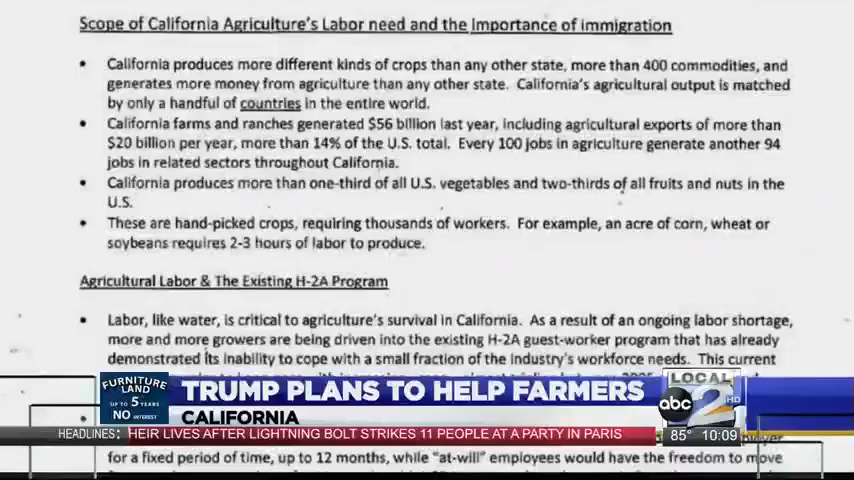 Scope of California Agriculture's Labor need and the Importance of immigration
• California produces more different kinds of crops than any other state, more than 400 commodities, and
generates more money from agriculture than any other state. California's agricultural output is matched
by only a handful of countries in the entire world.
• California farms and ranches generated $56 billion last year, including agricultural exports of more than
$20 billion per year, more than 14% of the U.S. total. Every 100 jobs in agriculture generate another 94
jobs in related sectors throughout California.
• California produces more than one-third of all U.S. vegetables and two-thirds of all fruits and nuts in the
U.S.
• These are hand-picked crops, requiring thousands of workers. For example, an acre of corn, wheat or
soybeans requires 2-3 hours of labor to produce.
Agricultural Labor & The Existing H-2A Program
• Labor, like water, is critical to agriculture's survival in California. As a result of an ongoing labor shortage,
more and more growers are being driven into the existing H-2A guest-worker program that has already
demonstrated its inability to cope with a small fraction of the industry's workforce needs. This current
FURNITURE
LAND
UP TO 5 YEARS
NO INTEREST
TRUMP PLANS TO HELP FARMERS
CALIFORNIA
LOCAL
abc 2 HD
HEADLINES: HEIR LIVES AFTER LIGHTNING BOLT STRIKES 11 PEOPLE AT A PARTY IN PARIS
85° 10:09
for a fixed period of time, up to 12 months, while "at-will" employees would have the freedom to move